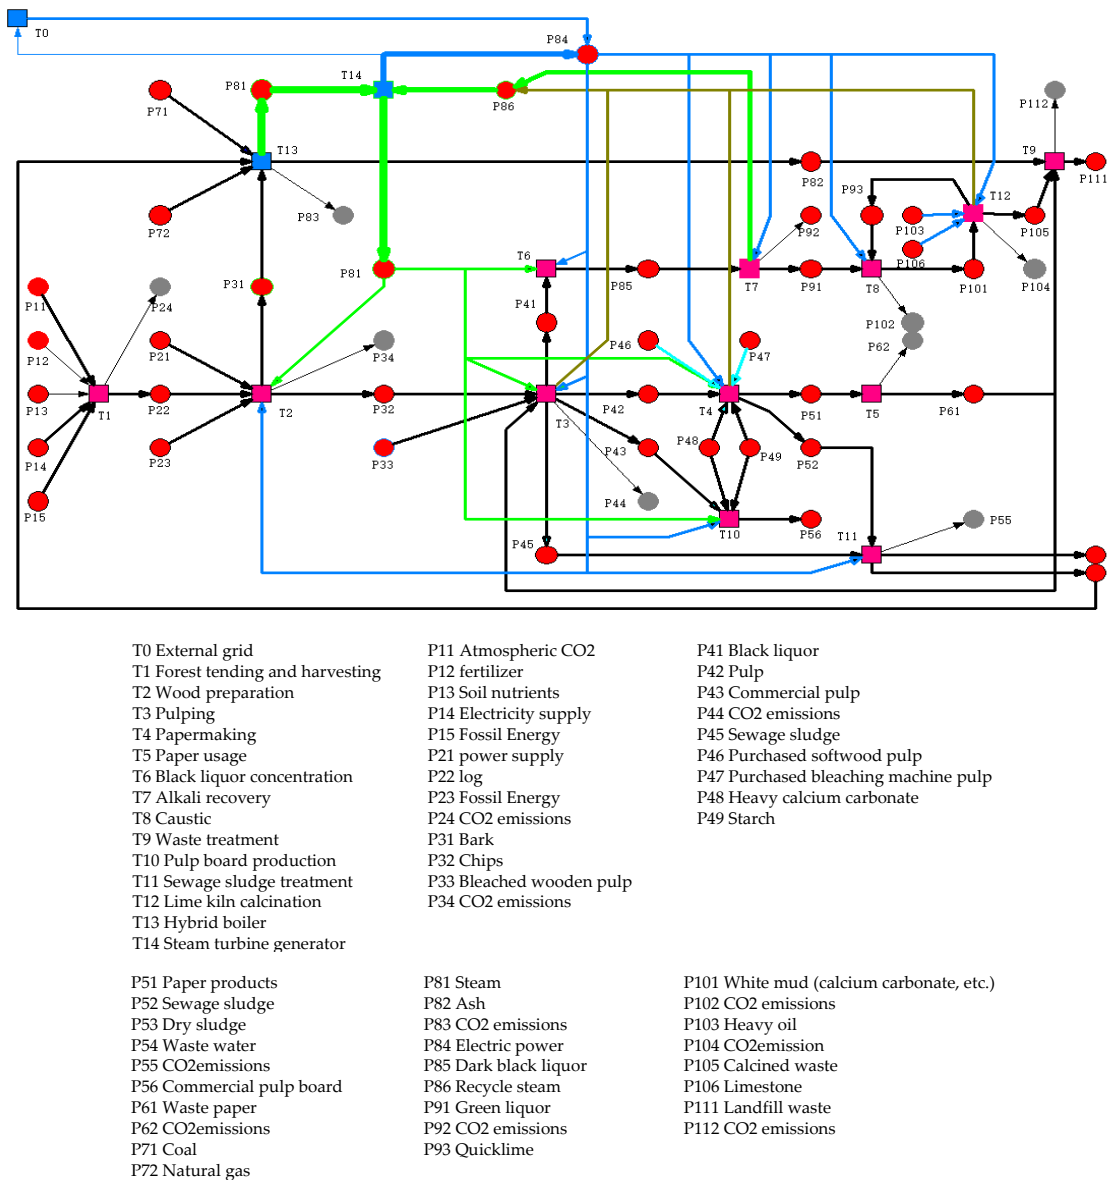 T0
P84
P81
T14
P86
P71
P112
T13
T9
P82
P111
P93
T12
P72
P83
P92
P103
P105
P106
T6
P31
P81
P85
T7
P91
T8
P101
P104
P11
P24
P41
P102
P12
P21
P34
P46
P47
P62
P13
T1
P22
T2
P32
T3
P42
T4
P51
T5
P61
P14
P23
P33
P43
P48
P49
P52
P15
P44
T10
P56
T11
P55
P45
T0 External grid
T1 Forest tending and harvesting
T2 Wood preparation
T3 Pulping
T4 Papermaking
T5 Paper usage
T6 Black liquor concentration
T7 Alkali recovery
T8 Caustic
T9 Waste treatment
T10 Pulp board production
T11 Sewage sludge treatment
T12 Lime kiln calcination
T13 Hybrid boiler
T14 Steam turbine generator
P11 Atmospheric CO2
P12 fertilizer
P13 Soil nutrients
P14 Electricity supply
P15 Fossil Energy
P21 power supply
P22 log
P23 Fossil Energy
P24 CO2 emissions
P31 Bark
P32 Chips
P33 Bleached wooden pulp
P34 CO2 emissions
P41 Black liquor
P42 Pulp
P43 Commercial pulp
P44 CO2 emissions
P45 Sewage sludge
P46 Purchased softwood pulp
P47 Purchased bleaching machine pulp
P48 Heavy calcium carbonate
P49 Starch
P51 Paper products
P52 Sewage sludge
P53 Dry sludge
P54 Waste water
P55 CO2emissions
P56 Commercial pulp board
P61 Waste paper
P62 CO2emissions
P71 Coal
P72 Natural gas
P81 Steam
P82 Ash
P83 CO2 emissions
P84 Electric power
P85 Dark black liquor
P86 Recycle steam
P91 Green liquor
P92 CO2 emissions
P93 Quicklime
P101 White mud (calcium carbonate, etc.)
P102 CO2 emissions
P103 Heavy oil
P104 CO2emission
P105 Calcined waste
P106 Limestone
P111 Landfill waste
P112 CO2 emissions